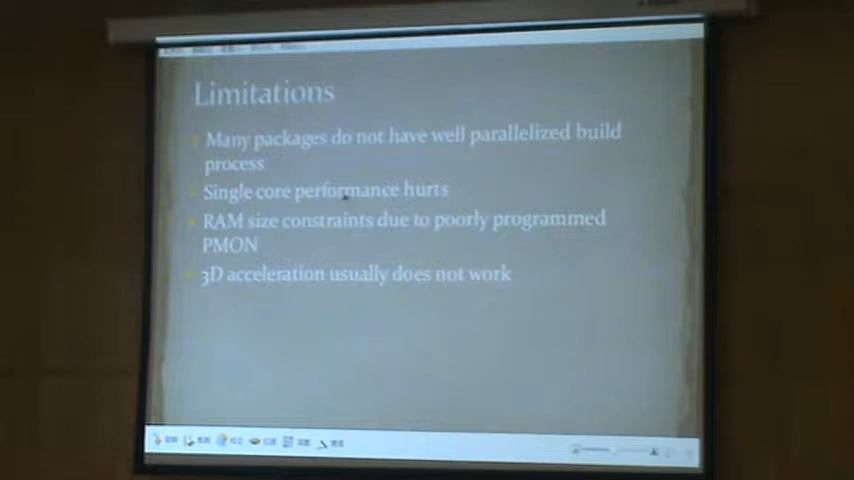 Limitations
Many packages do not have well parallelized build
process
Single core performance hurts
RAM size constraints due to poorly programmed
PMON
3D acceleration usually does not work